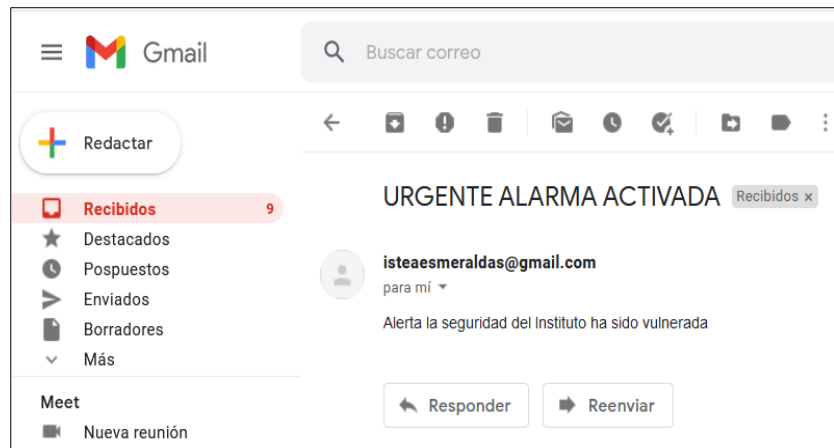 Gmail
Buscar correo
Redactar
Recibidos 9
Destacados
Pospuestos
Enviados
Borradores
Más
Meet
Nueva reunión
URGENTE ALARMA ACTIVADA Recibidos x
isteaesmeraldas@gmail.com
para mí
Alerta la seguridad del Instituto ha sido vulnerada
Responder
Reenviar